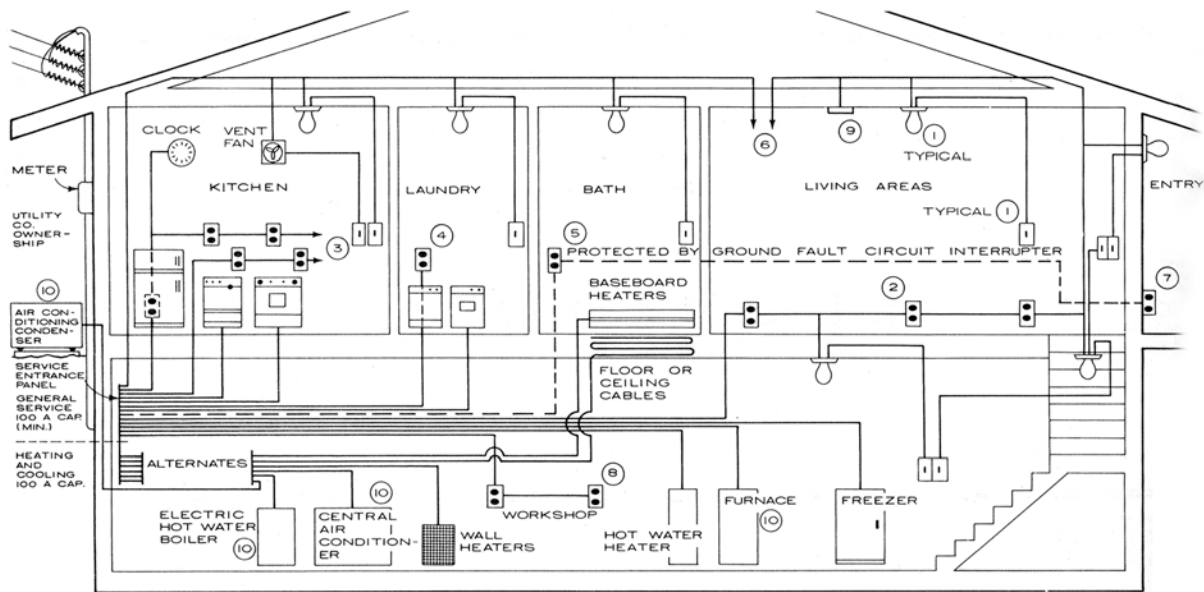 CLOCK
VENT
FAN
KITCHEN
LAUNDRY
BATH
LIVING AREAS
6
9
1
TYPICAL
TYPICAL 1
ENTRY
METER
UTILITY
CO.
OWNER-
SHIP
3
4
5
PROTECTED BY GROUND FAULT CIRCUIT INTERRUPTER
7
BASEBOARD
HEATERS
2
10
AIR CON-
DITIONING
CONDEN-
SER
SERVICE
ENTRANCE
PANEL
GENERAL
SERVICE
100 A CAP.
(MIN.)
HEATING
AND
COOLING
100 A CAP.
FLOOR OR
CEILING
CABLES
ALTERNATES
ELECTRIC
HOT WATER
BOILER
10
10
CENTRAL
AIR
CONDITION-
ER
WALL
HEATERS
8
WORKSHOP
HOT WATER
HEATER
FURNACE
10
FREEZER